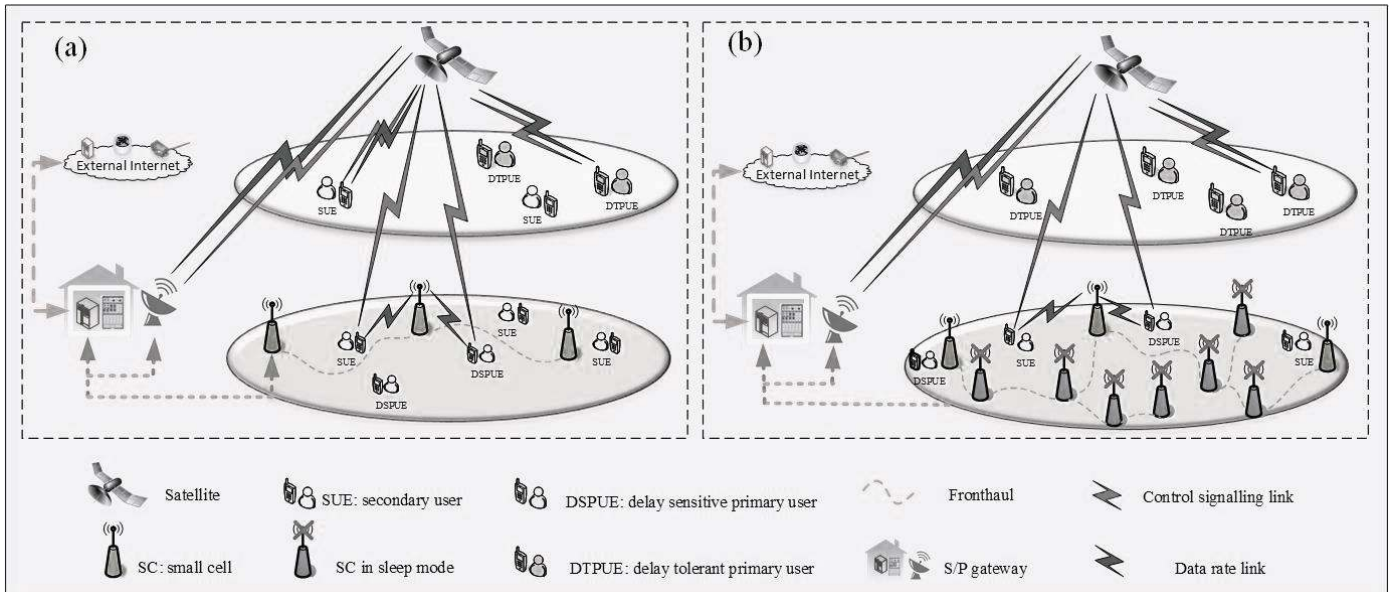 (a)
External Internet
DTPUE
SUE
SUE
DTPUE
SUE
SUE
DSPUE
SUE
DSPUE
(b)
External Internet
DTPUE
DTPUE
DTPUE
DTPUE
DSPUE
SUE
DSPUE
SUE
Satellite
SUE: secondary user
DSPUE: delay sensitive primary user
Fronthaul
Control signalling link
SC: small cell
SC in sleep mode
DTPUE: delay tolerant primary user
S/P gateway
Data rate link